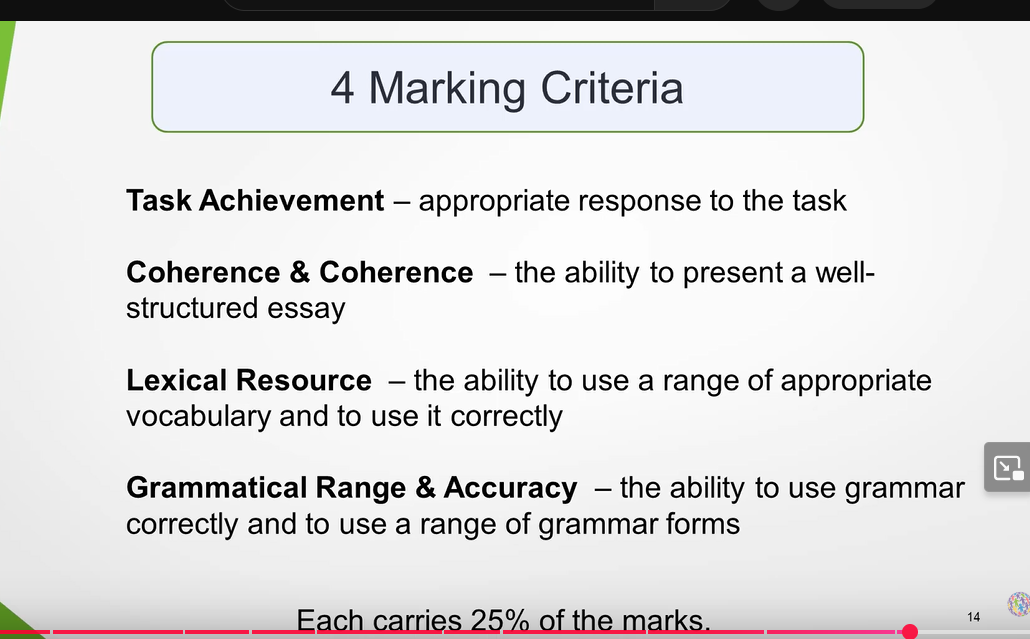 4 Marking Criteria
Task Achievement – appropriate response to the task
Coherence & Coherence – the ability to present a well-
structured essay
Lexical Resource – the ability to use a range of appropriate
vocabulary and to use it correctly
Grammatical Range & Accuracy – the ability to use grammar
correctly and to use a range of grammar forms
Each carries 25% of the marks.
14